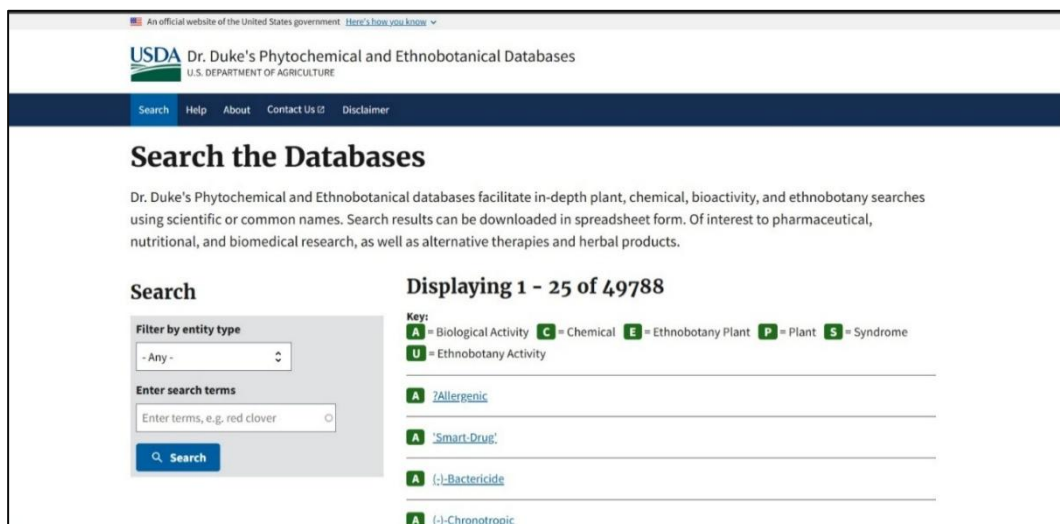 An official website of the United States government Here's how you know
USDA Dr. Duke's Phytochemical and Ethnobotanical Databases
U.S. DEPARTMENT OF AGRICULTURE
Search Help About Contact Us Disclaimer
Search the Databases
Dr. Duke's Phytochemical and Ethnobotanical databases facilitate in-depth plant, chemical, bioactivity, and ethnobotany searches
using scientific or common names. Search results can be downloaded in spreadsheet form. Of interest to pharmaceutical,
nutritional, and biomedical research, as well as alternative therapies and herbal products.
Search
Filter by entity type
- Any -
Enter search terms
Enter terms, e.g. red clover
Search
Displaying 1 - 25 of 49788
Key:
A = Biological Activity C = Chemical E = Ethnobotany Plant P = Plant S = Syndrome
U = Ethnobotany Activity
A ?Allergenic
A 'Smart-Drug'
A (-)-Bactericide
A (-)-Chronotropic